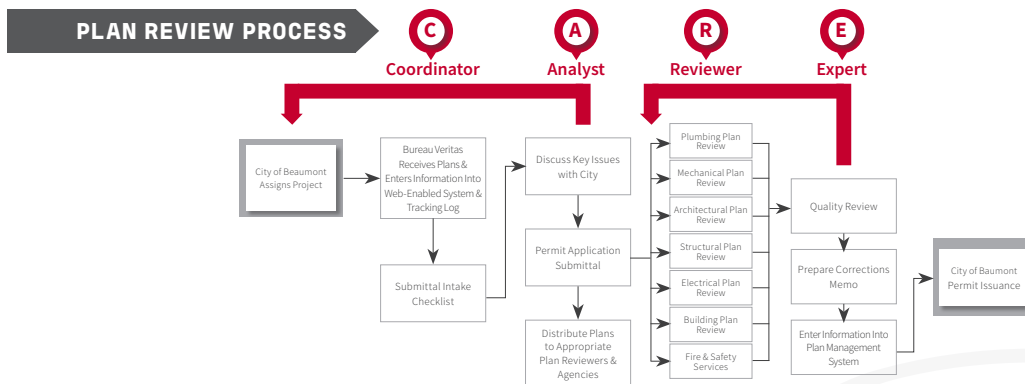 PLAN REVIEW PROCESS
C
A
R
E
Coordinator
Analyst
Reviewer
Expert
City of Beaumont
Assigns Project
Bureau Veritas
Receives Plans &
Enters Information Into
Web-Enabled System &
Tracking Log
Submittal Intake
Checklist
Discuss Key Issues
with City
Permit Application
Submittal
Distribute Plans
to Appropriate
Plan Reviewers &
Agencies
Plumbing Plan
Review
Mechanical Plan
Review
Architectural Plan
Review
Structural Plan
Review
Electrical Plan
Review
Building Plan
Review
Fire & Safety
Services
Quality Review
Prepare Corrections
Memo
Enter Information Into
Plan Management
System
City of Baumont
Permit Issuance